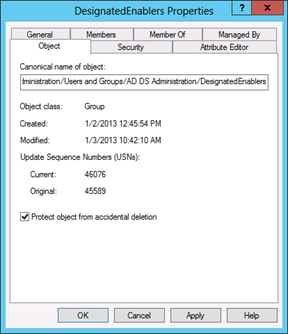 DesignatedEnablers Properties
General Members Member Of Managed By
Object Security Attribute Editor
Canonical name of object:
dministration/Users and Groups/AD DS Administration/DesignatedEnablers
Object class: Group
Created: 1/2/2013 12:45:54 PM
Modified: 1/3/2013 10:42:10 AM
Update Sequence Numbers (USNs):
Current: 46076
Original: 45589
Protect object from accidental deletion
OK Cancel Apply Help